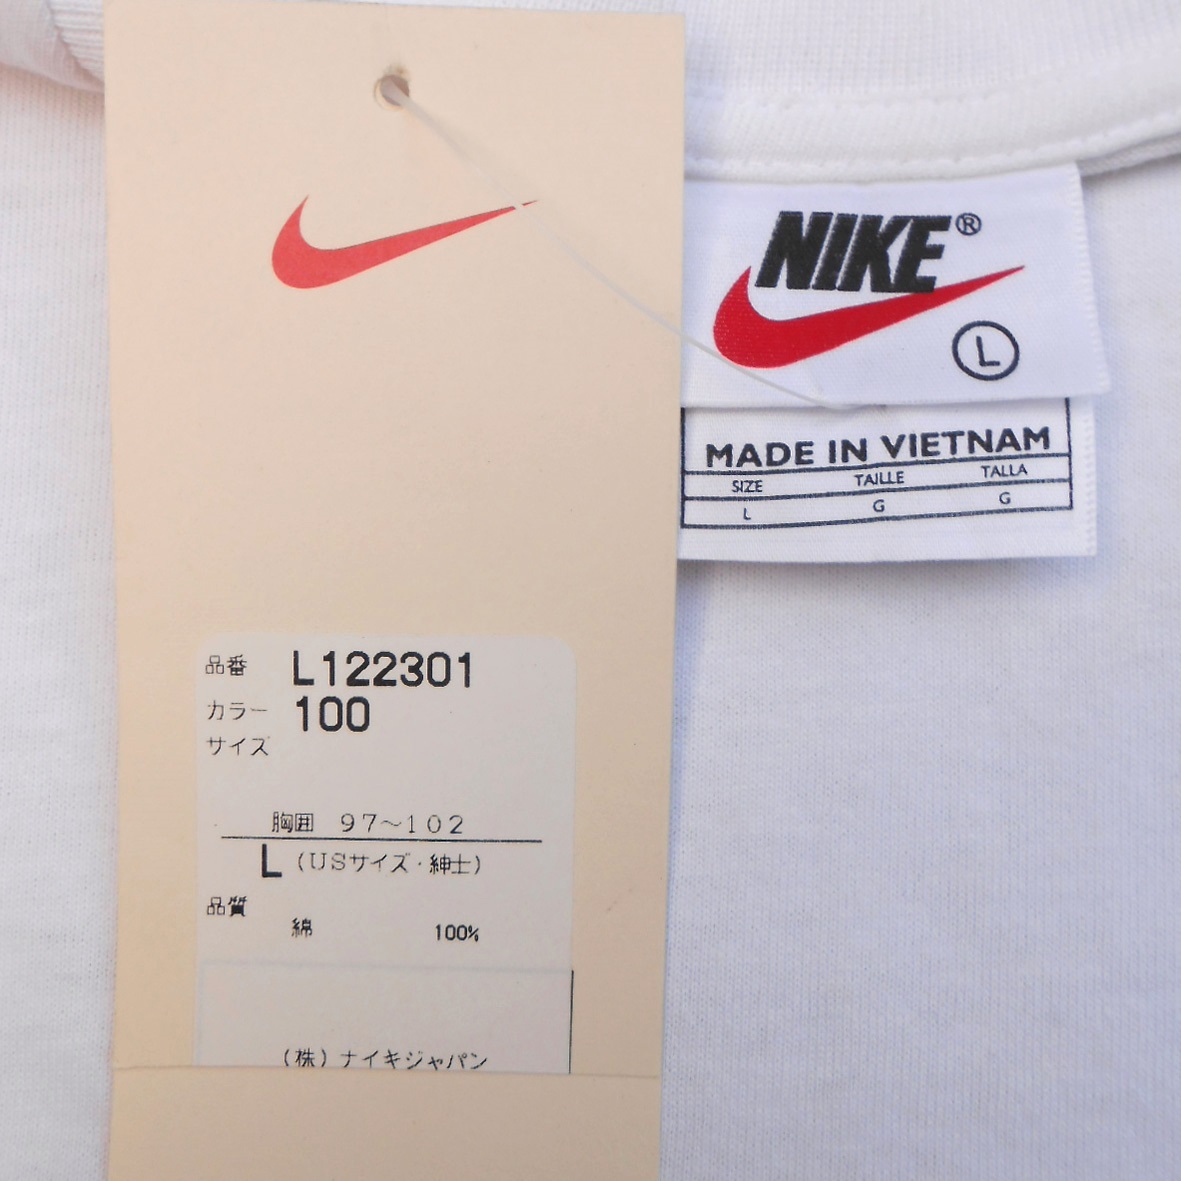 品番 L122301
カラー 100
サイズ
胸囲 97～102
L (USサイズ・紳士)
品質
綿 100%
(株)ナイキジャパン
NIKE®
L
MADE IN VIETNAM
SIZE TAILLE TALLA
L G G